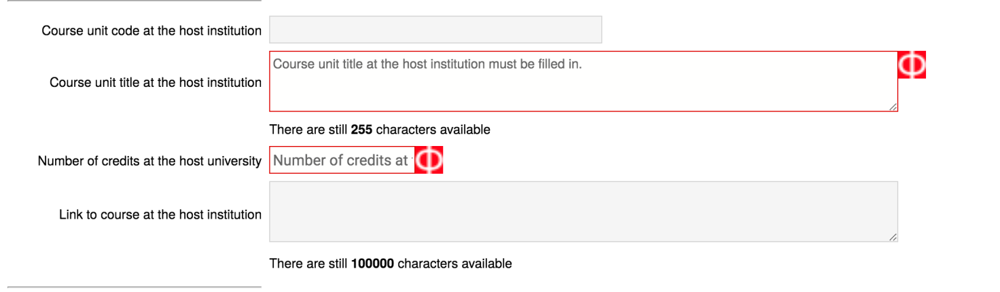 Course unit code at the host institution
Course unit title at the host institution
Course unit title at the host institution must be filled in.
There are still 255 characters available
Number of credits at the host university
Number of credits at
Link to course at the host institution
There are still 100000 characters available